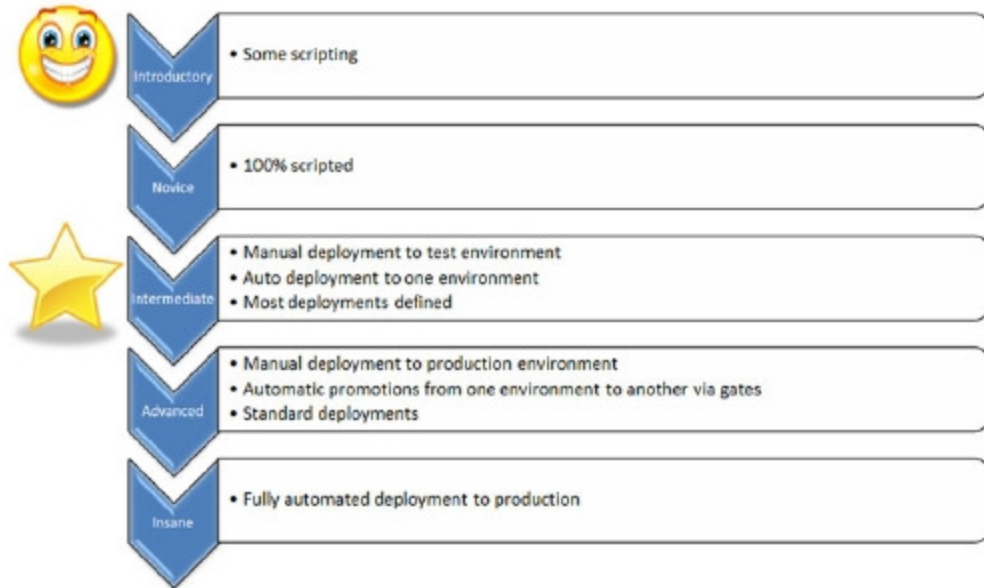 Introductory
• Some scripting
Novice
• 100% scripted
Intermediate
• Manual deployment to test environment
• Auto deployment to one environment
• Most deployments defined
Advanced
• Manual deployment to production environment
• Automatic promotions from one environment to another via gates
• Standard deployments
Insane
• Fully automated deployment to production